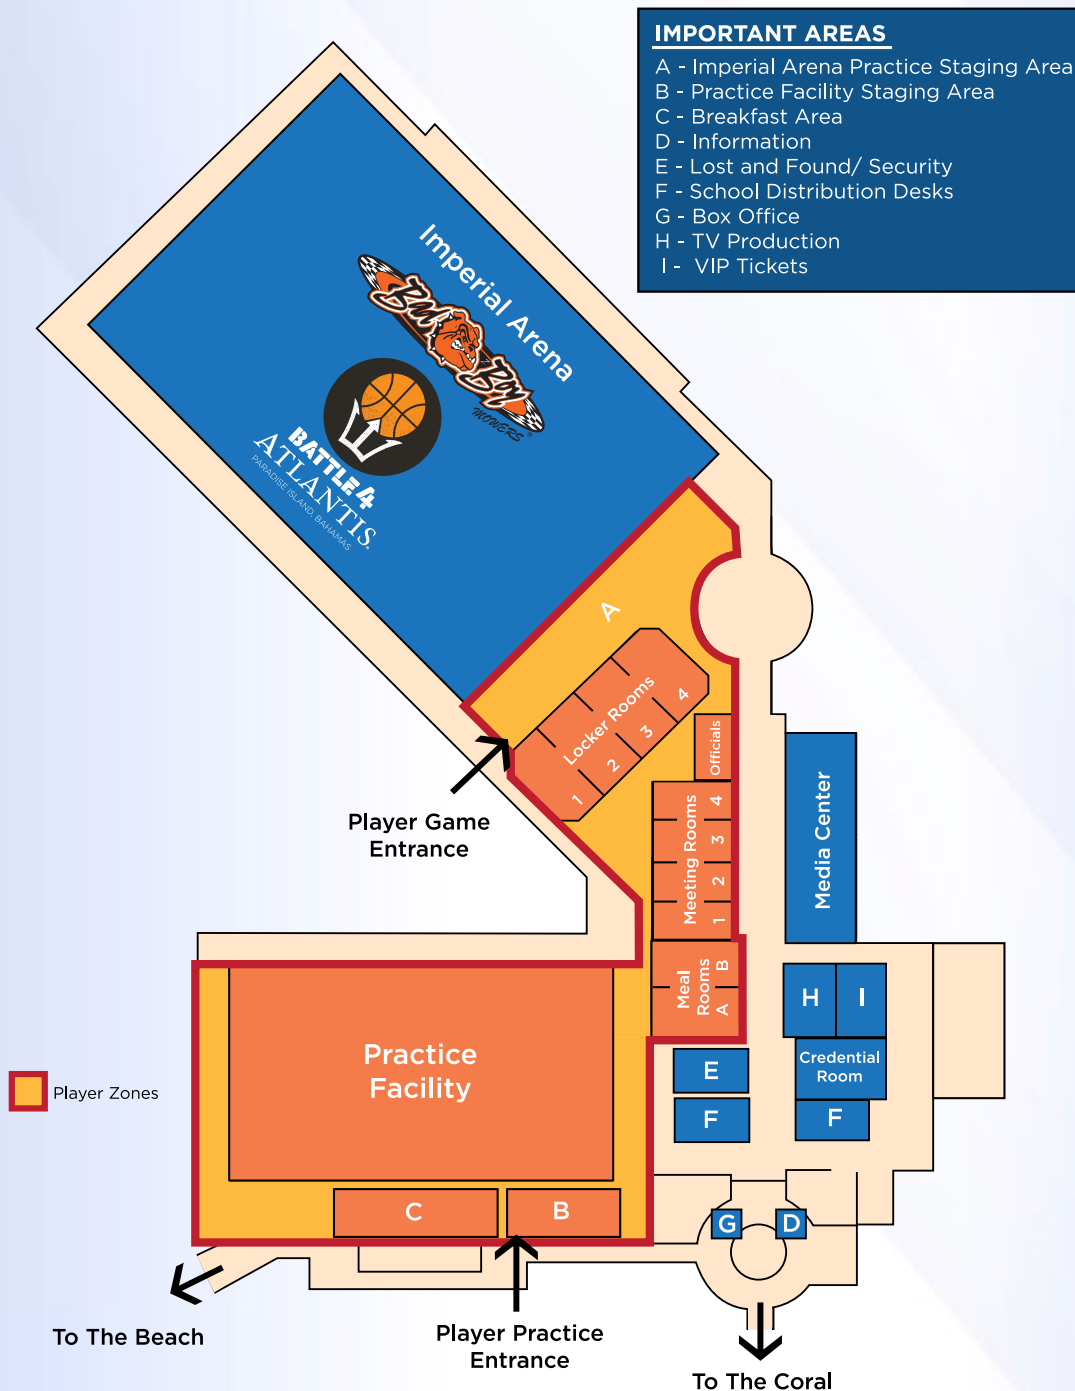 IMPORTANT AREAS
A - Imperial Arena Practice Staging Area
B - Practice Facility Staging Area
C - Breakfast Area
D - Information
E - Lost and Found/ Security
F - School Distribution Desks
G - Box Office
H - TV Production
I - VIP Tickets
Imperial Arena
Bad Boy
MOWERS®
BATTLE 4
ATLANTIS.
PARADISE ISLAND, BAHAMAS
A
Locker Rooms
1
2
3
4
Officials
Player Game
Entrance
Meeting Rooms
4
3
2
1
Media Center
Meal
Rooms
B
A
H
I
Practice
Facility
E
Credential
Room
Player Zones
F
F
C
B
G
D
To The Beach
Player Practice
Entrance
To The Coral